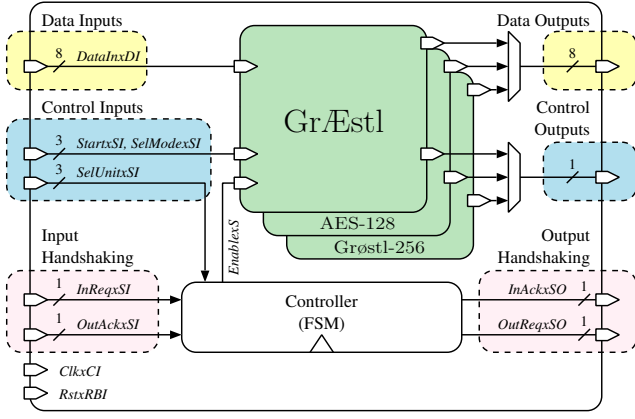 Data Inputs
Data Outputs
8 DataInxDI
8
GrÆstl
Control Inputs
Control
Outputs
3 StartxSI, SelModexSI
3 SelUnitxSI
1
AES-128
Grøstl-256
EnablexS
Input
Handshaking
Output
Handshaking
1 InReqxSI
1 OutAckxSI
Controller
(FSM)
InAckxSO 1
OutReqxSO 1
ClkxCI
RstxRBI